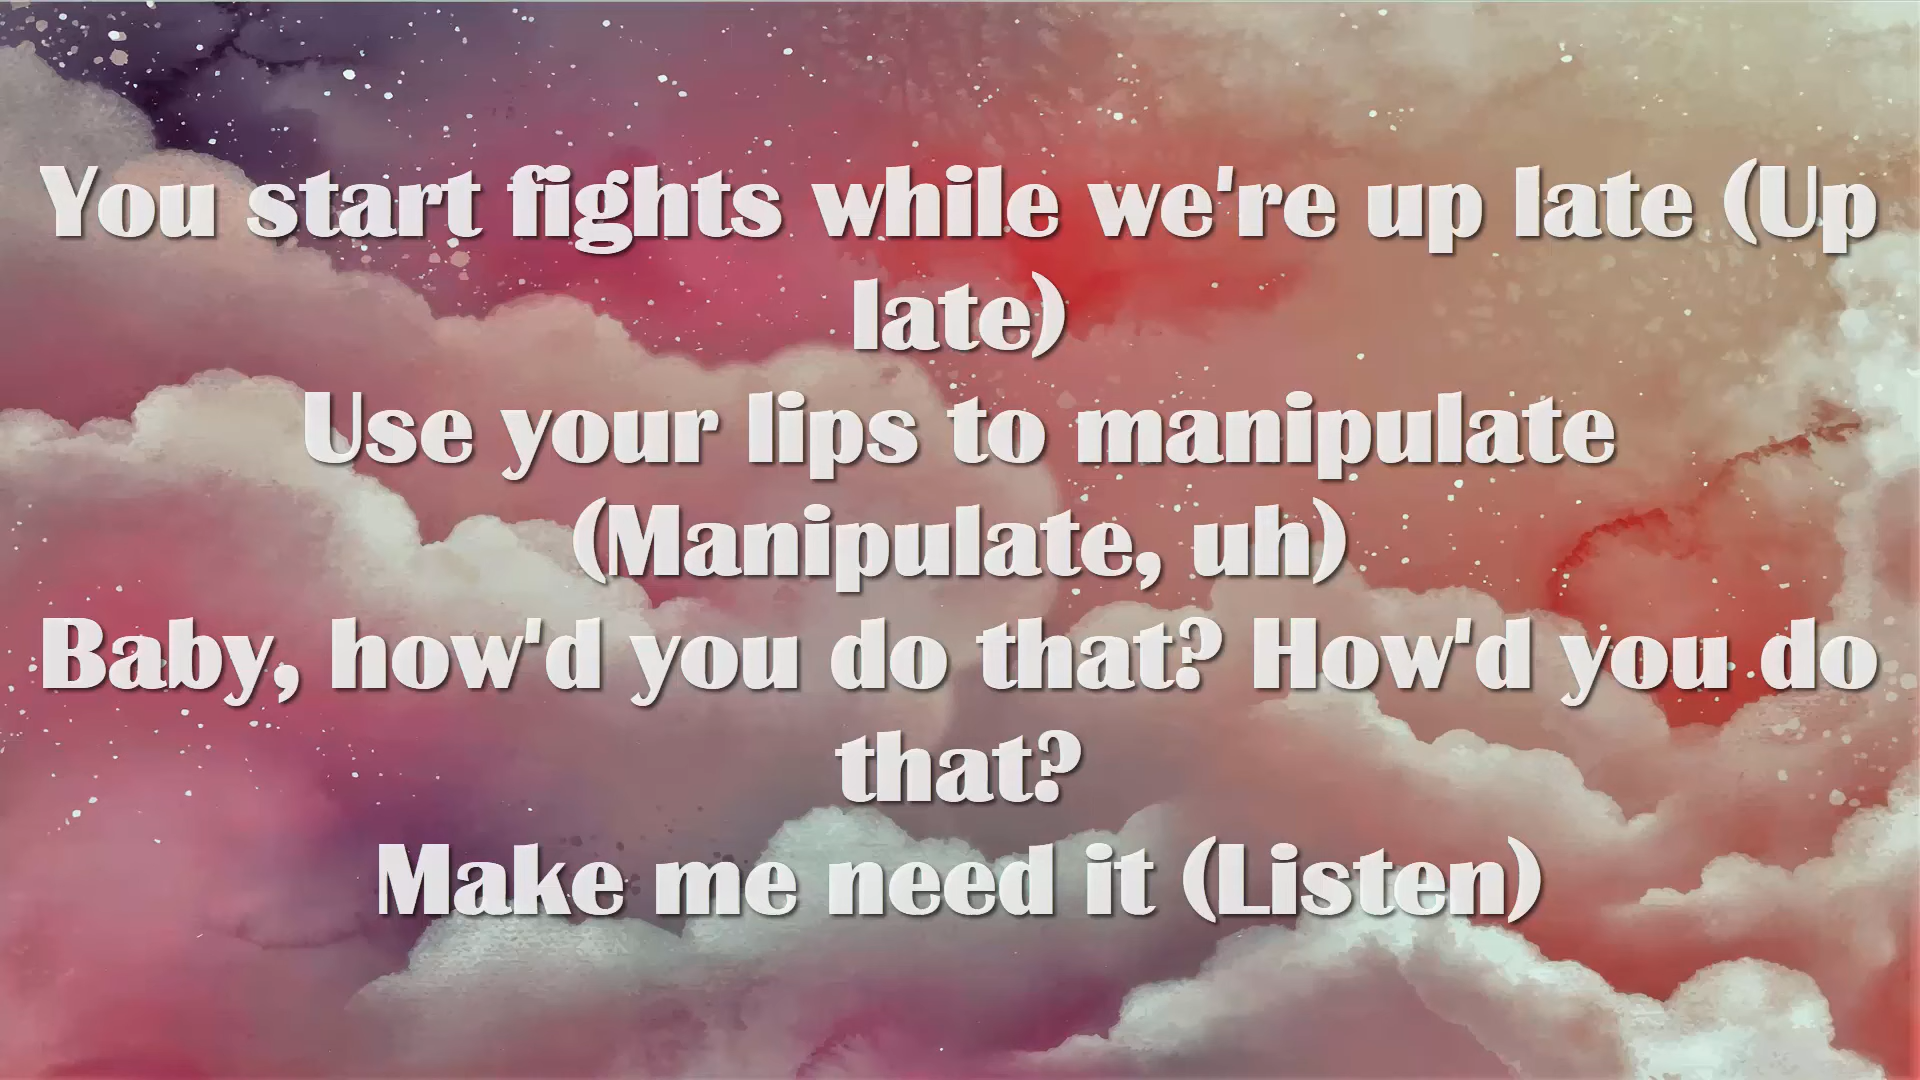 You start fights while we're up late (Up
late)
Use your lips to manipulate
(Manipulate, uh)
Baby, how'd you do that? How'd you do
that?
Make me need it (Listen)